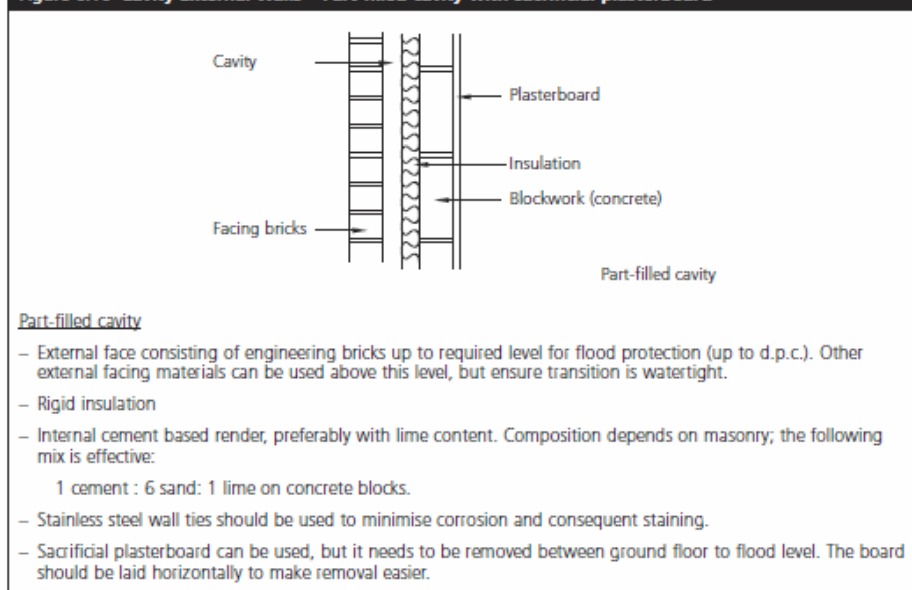 Cavity
Plasterboard
Insulation
Blockwork (concrete)
Facing bricks
Part-filled cavity
Part-filled cavity
– External face consisting of engineering bricks up to required level for flood protection (up to d.p.c.). Other
external facing materials can be used above this level, but ensure transition is watertight.
– Rigid insulation
– Internal cement based render, preferably with lime content. Composition depends on masonry; the following
mix is effective:
1 cement : 6 sand: 1 lime on concrete blocks.
– Stainless steel wall ties should be used to minimise corrosion and consequent staining.
– Sacrificial plasterboard can be used, but it needs to be removed between ground floor to flood level. The board
should be laid horizontally to make removal easier.